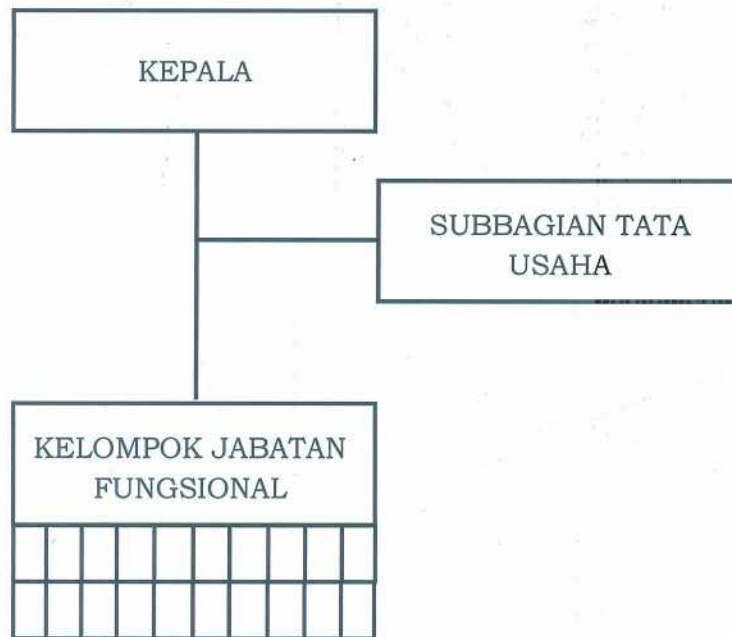 KEPALA
SUBBAGIAN TATA
USAHA
KELOMPOK JABATAN
FUNGSIONAL